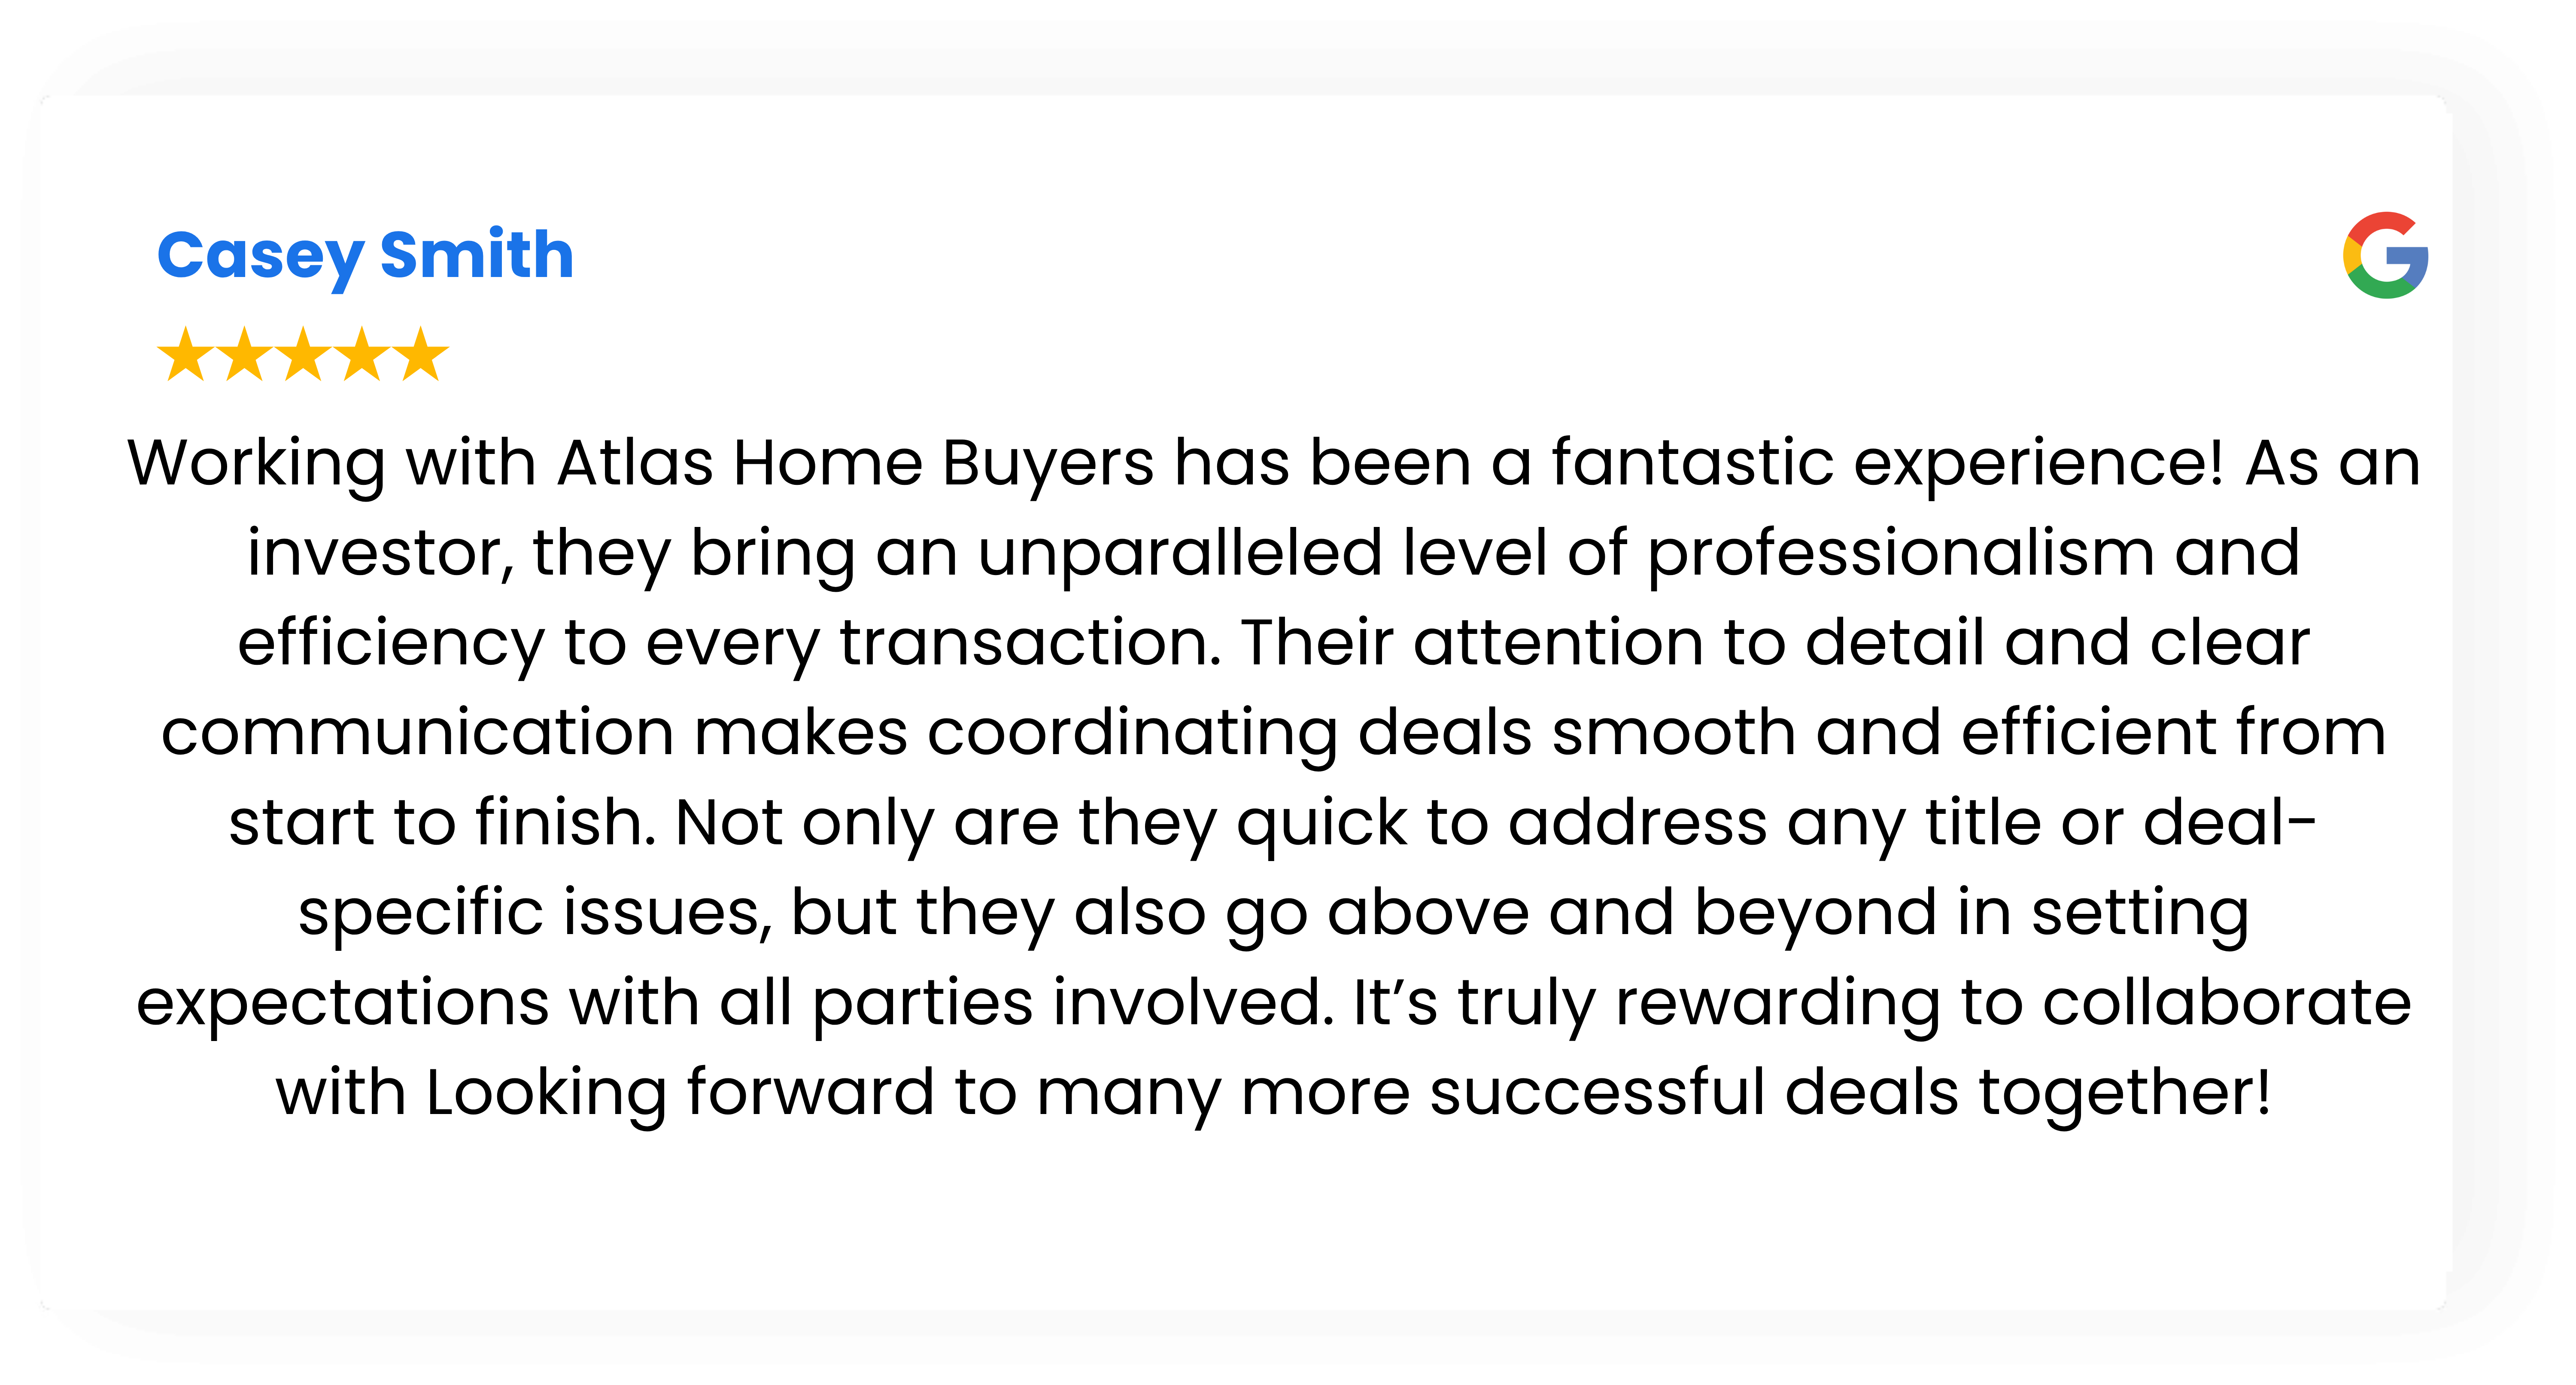 Casey Smith
Working with Atlas Home Buyers has been a fantastic experience! As an
investor, they bring an unparalleled level of professionalism and
efficiency to every transaction. Their attention to detail and clear
communication makes coordinating deals smooth and efficient from
start to finish. Not only are they quick to address any title or deal-
specific issues, but they also go above and beyond in setting
expectations with all parties involved. It’s truly rewarding to collaborate
with Looking forward to many more successful deals together!